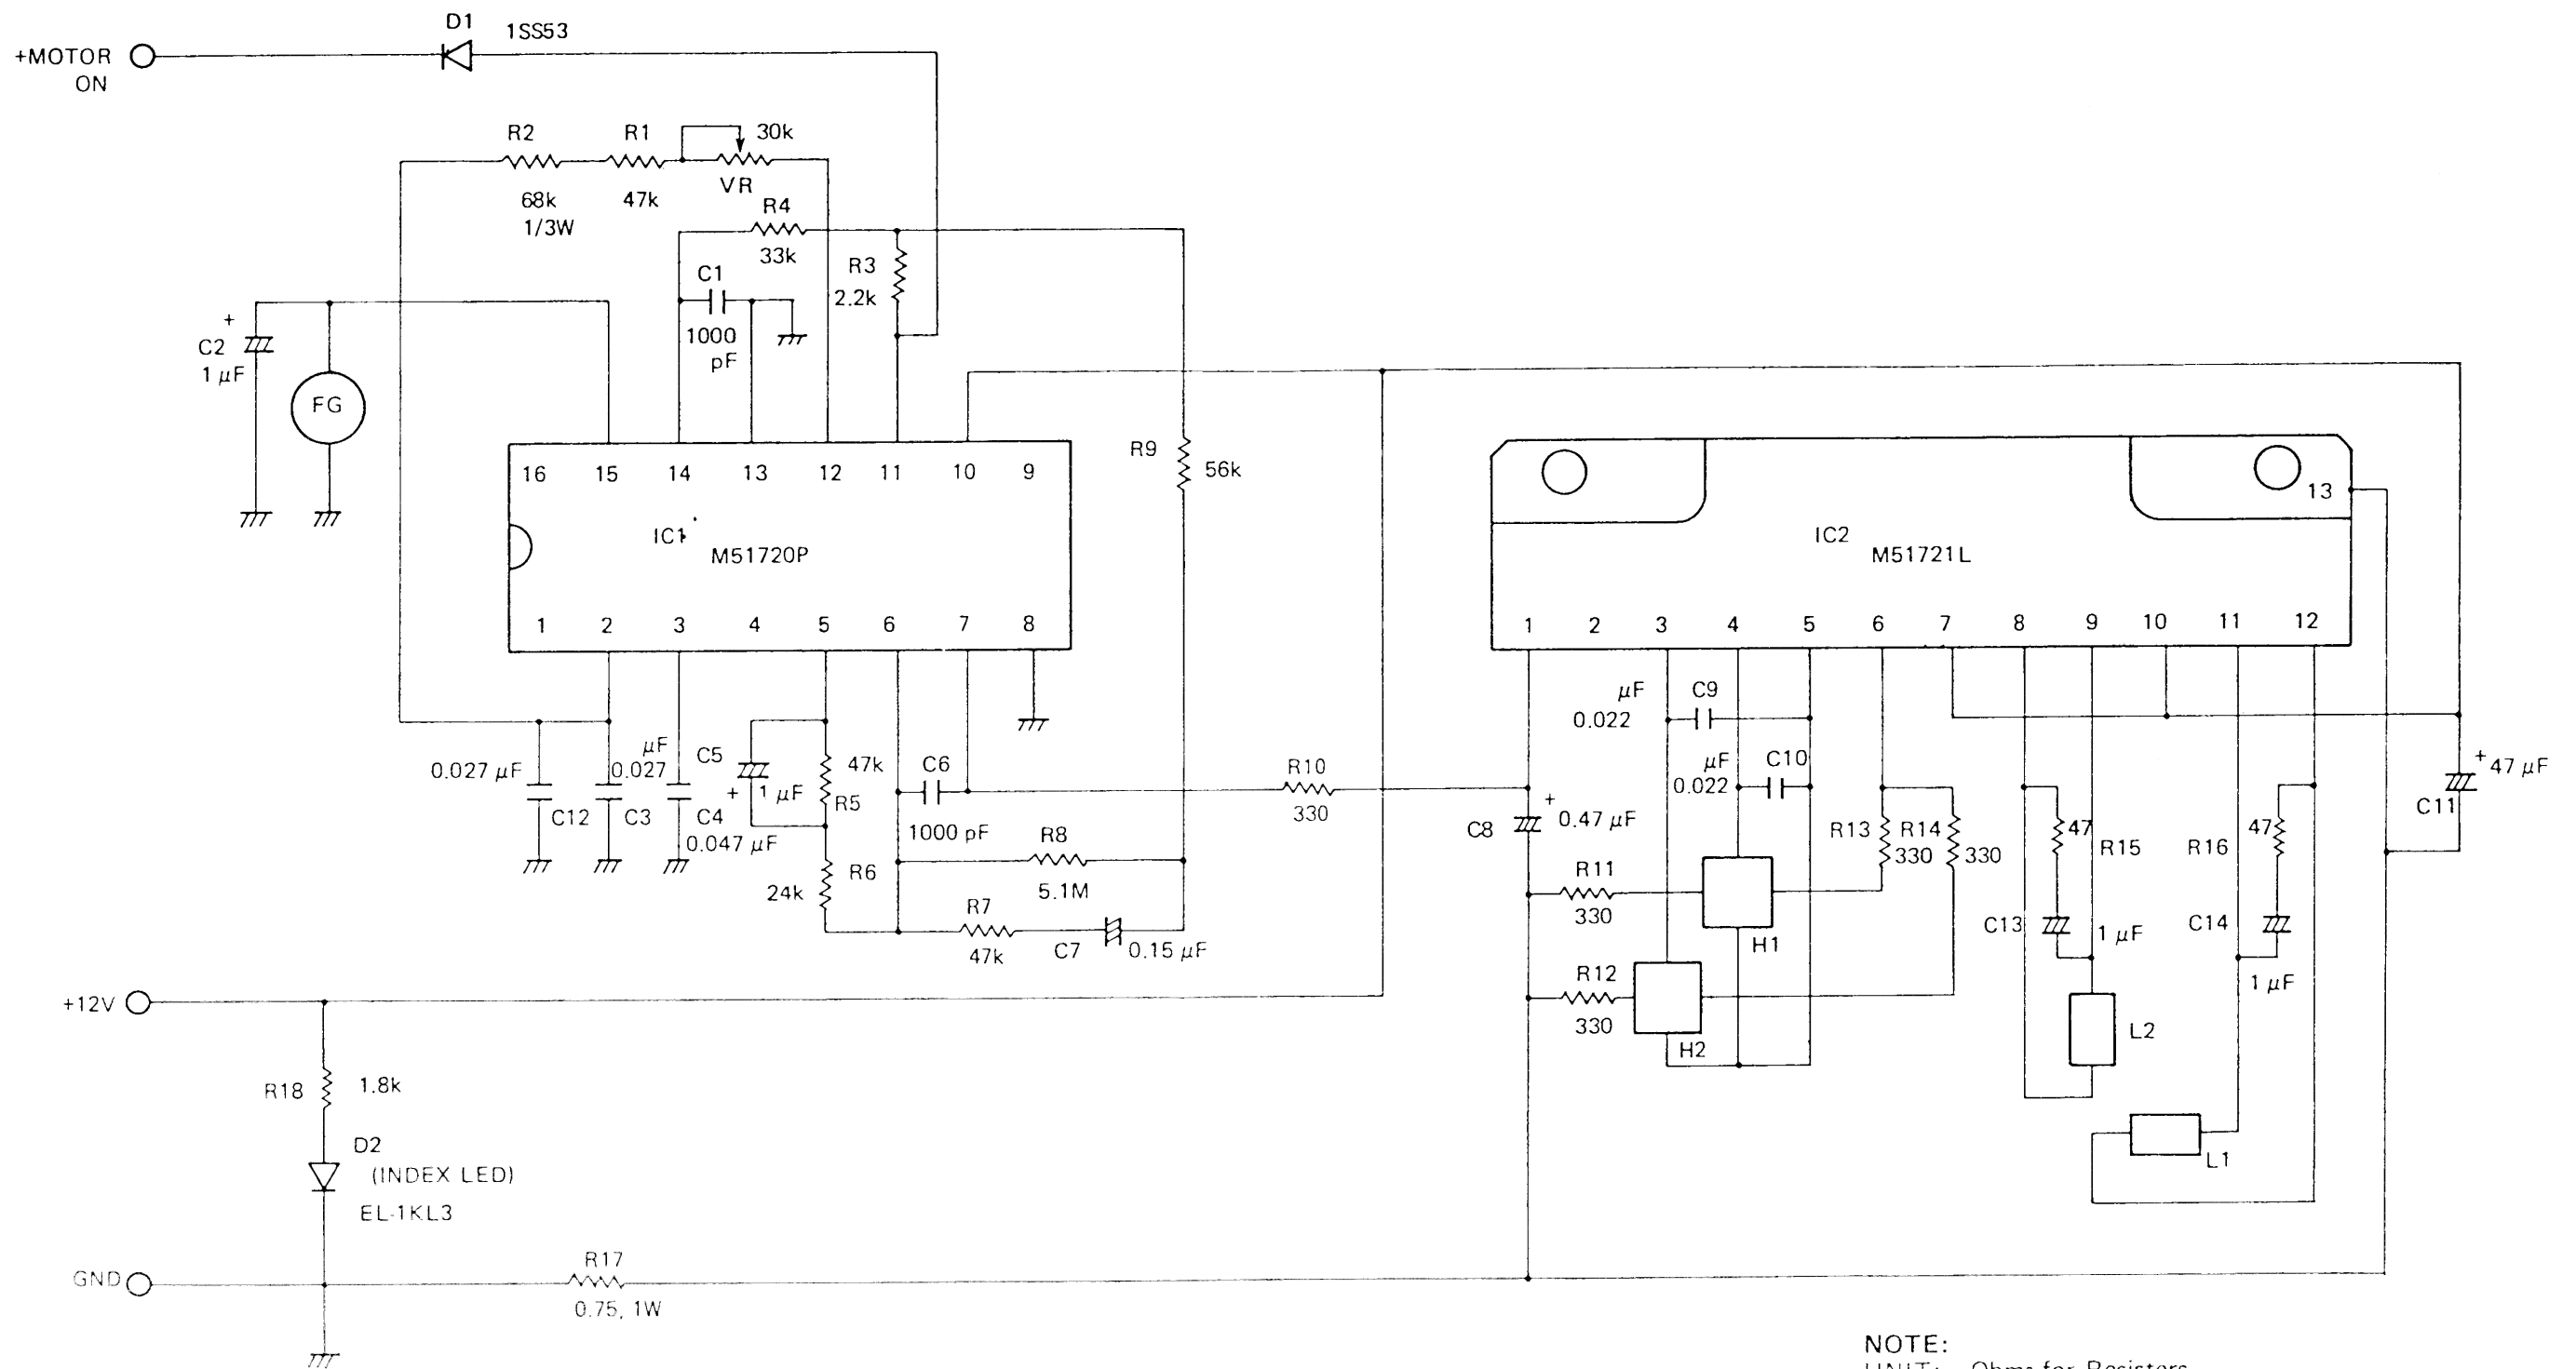 D1
1SS53
+MOTOR
ON
R2
R1
30k
68k
1/3W
47k
VR
R4
33k
R3
2.2k
C1
1000
pF
+
C2
1 µF
FG
R9
56k
16 15 14 13 12 11 10 9
IC1
M51720P
1 2 3 4 5 6 7 8
13
IC2
M51721L
1 2 3 4 5 6 7 8 9 10 11 12
µF
0.022
C9
µF
0.022
C10
0.027 µF
C12
µF
0.027
C3
C4
0.047 µF
C5
+
1 µF
47k
R5
C6
1000 pF
R10
330
+
C8
0.47 µF
R8
5.1M
R6
24k
R7
47k
C7
0.15 µF
R11
330
H1
R12
330
H2
R13
330
R14
330
47
R15
R16
47
C13
1 µF
C14
1 µF
+
47 µF
C11
L2
L1
+12V
R18
1.8k
D2
(INDEX LED)
EL-1KL3
GND
R17
0.75, 1W
NOTE:
UNIT: Ohms for Resisters